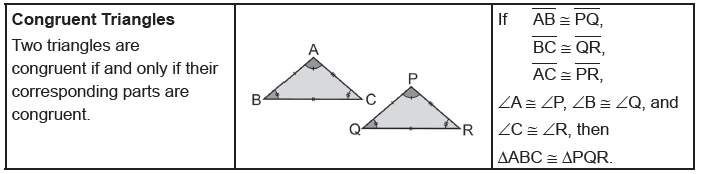 Congruent Triangles
Two triangles are
congruent if and only if their
corresponding parts are
congruent.
A
B
C
P
Q
R
If AB ≅ PQ,
BC ≅ QR,
AC ≅ PR,
∠A ≅ ∠P, ∠B ≅ ∠Q, and
∠C ≅ ∠R, then
ΔABC ≅ ΔPQR.